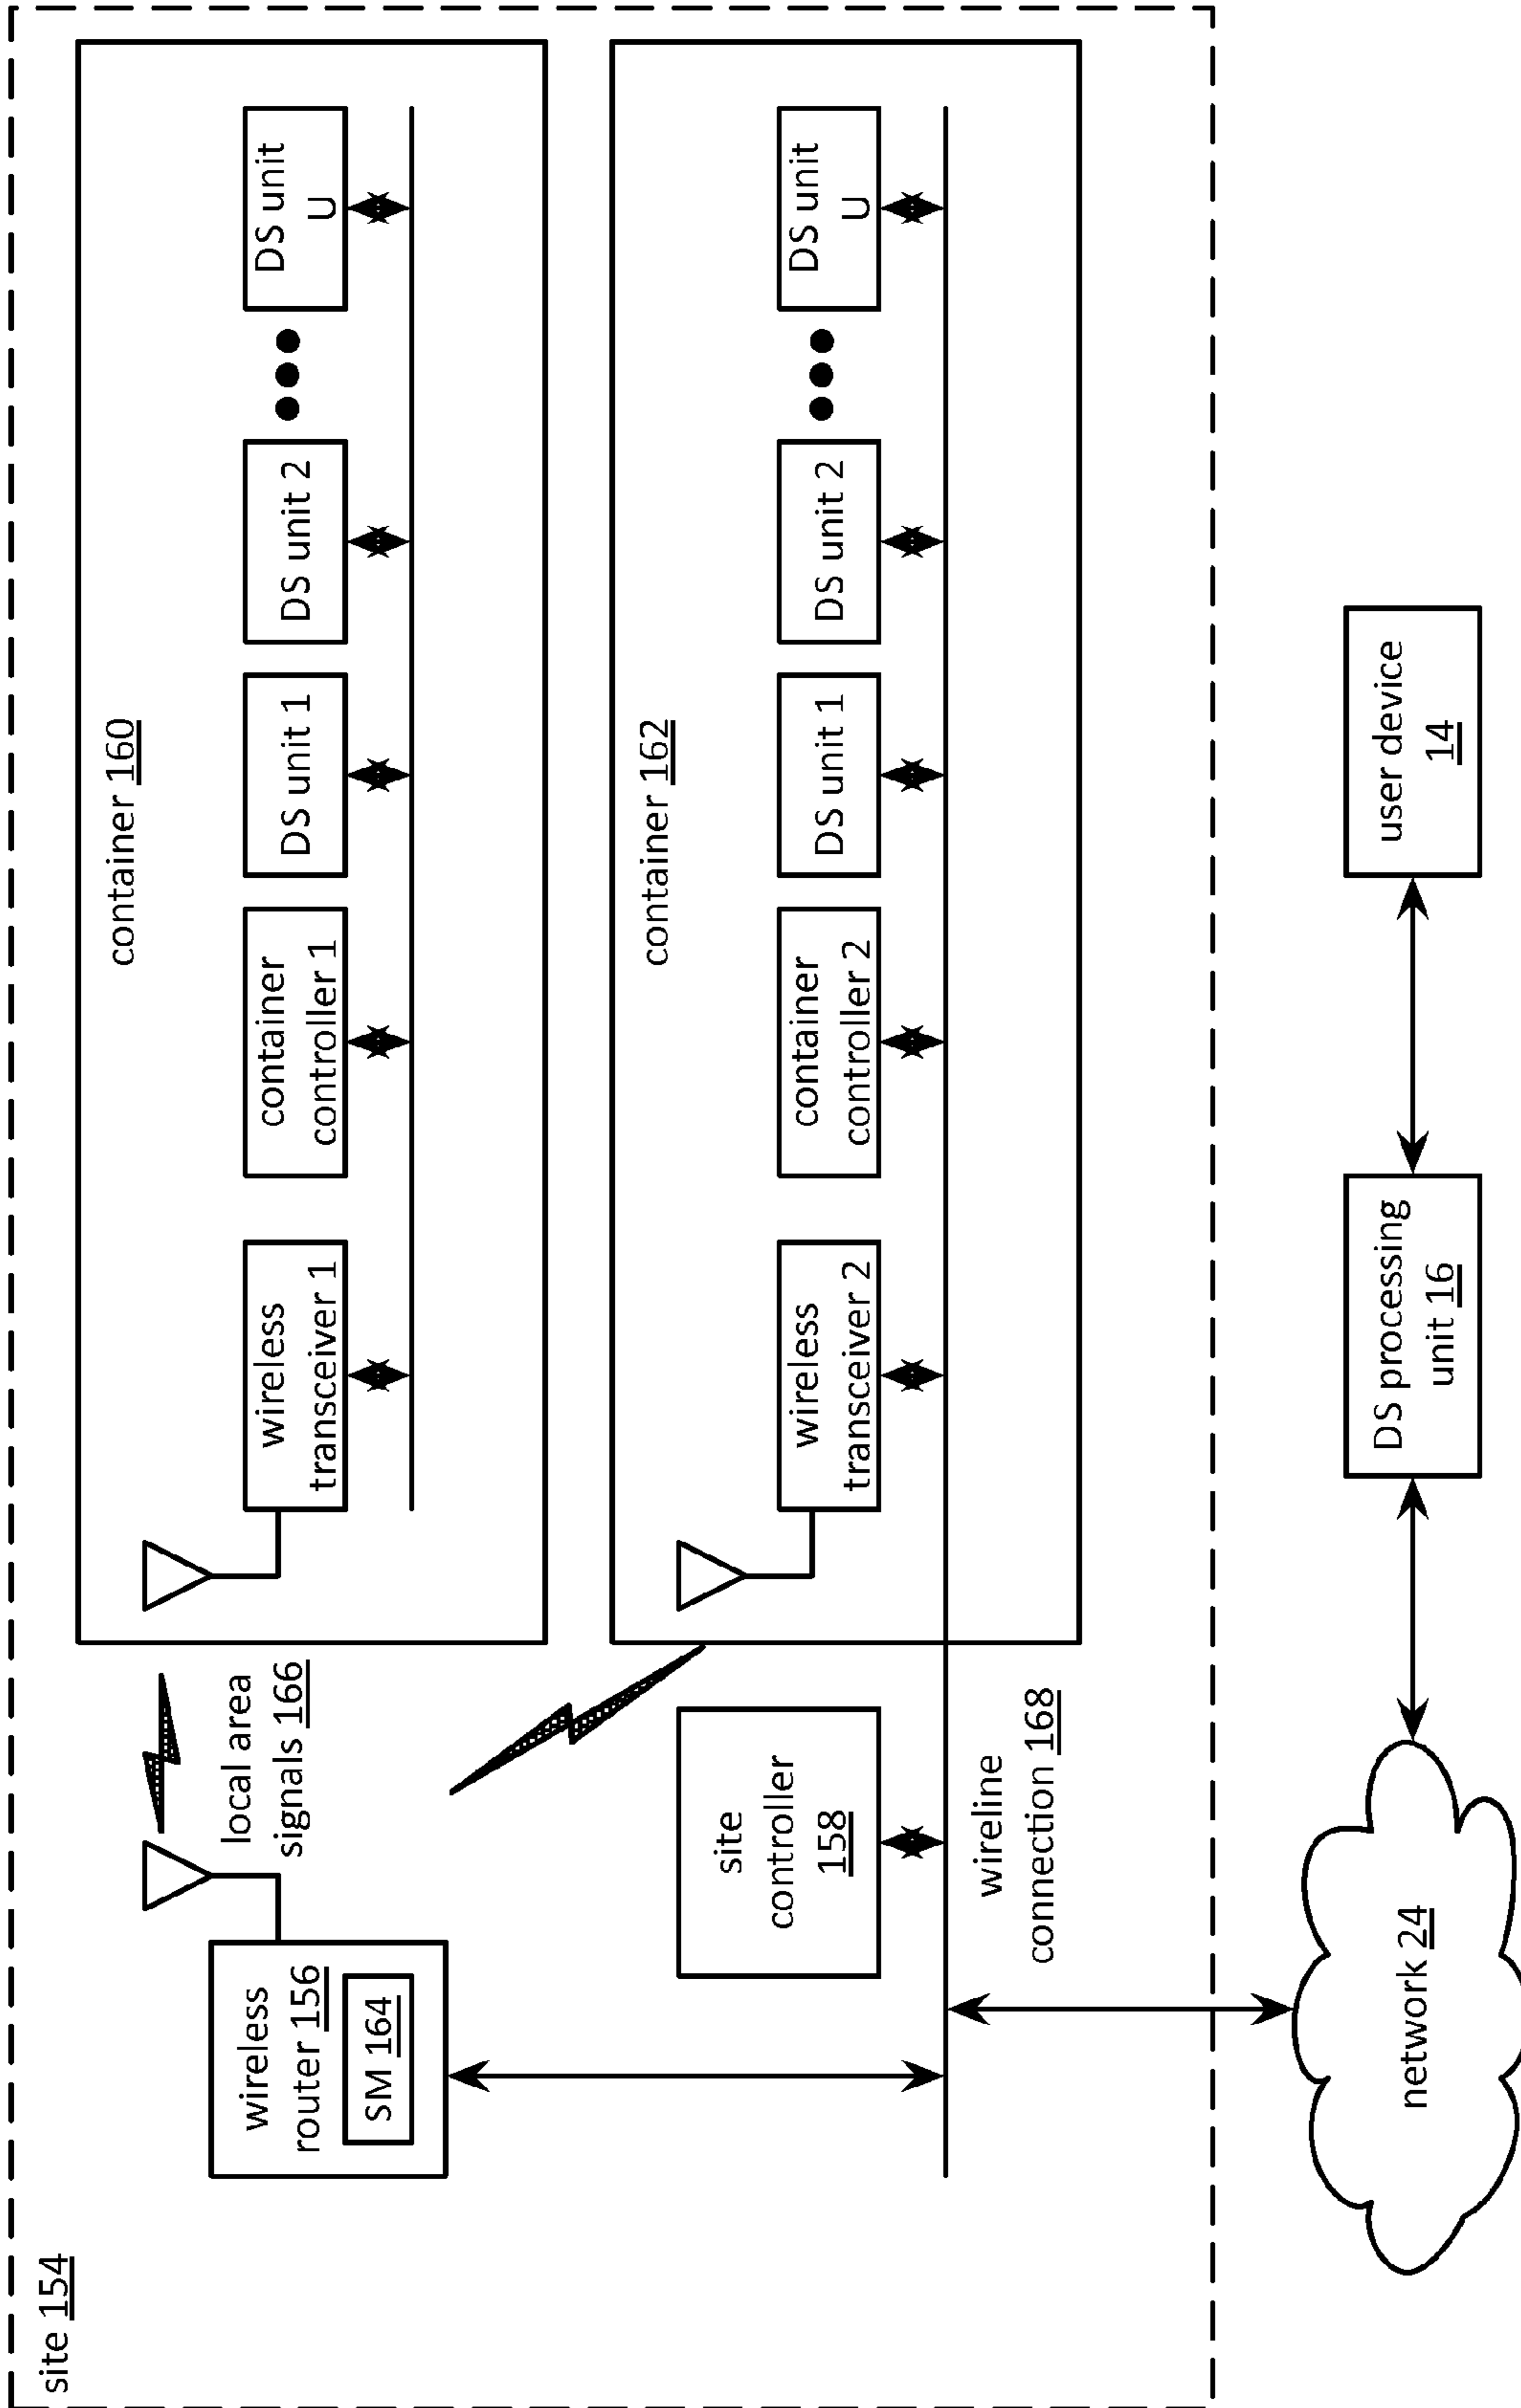 site 154
container 160
wireless
router 156
SM 164
local area
signals 166
wireless
transceiver 1
container
controller 1
DS unit 1
DS unit 2
DS unit
U
container 162
site
controller
158
wireless
transceiver 2
container
controller 2
DS unit 1
DS unit 2
DS unit
U
wireline
connection 168
network 24
DS processing
unit 16
user device
14